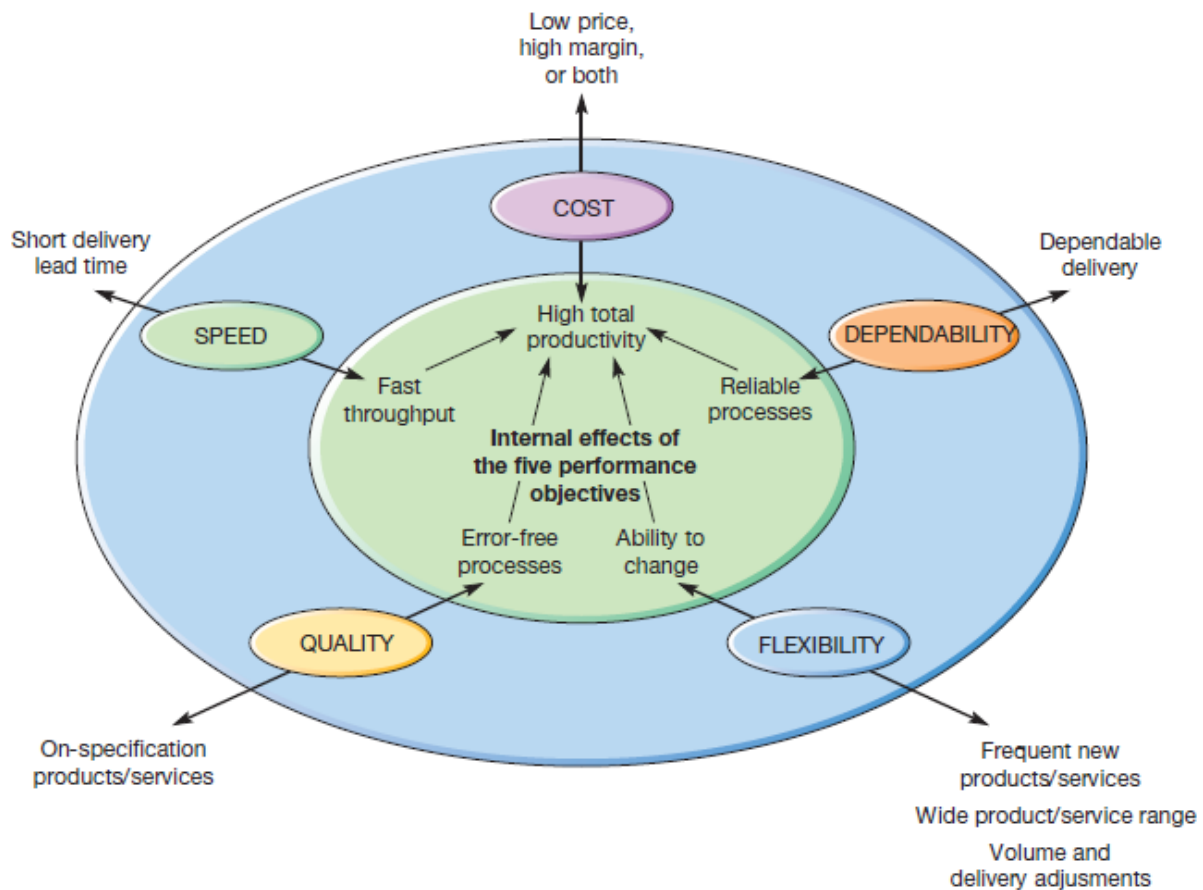 Low price,
high margin,
or both
COST
Short delivery
lead time
Dependable
delivery
SPEED
High total
productivity
DEPENDABILITY
Fast
throughput
Reliable
processes
Internal effects of
the five performance
objectives
Error-free
processes
Ability to
change
QUALITY
FLEXIBILITY
On-specification
products/services
Frequent new
products/services
Wide product/service range
Volume and
delivery adjusments